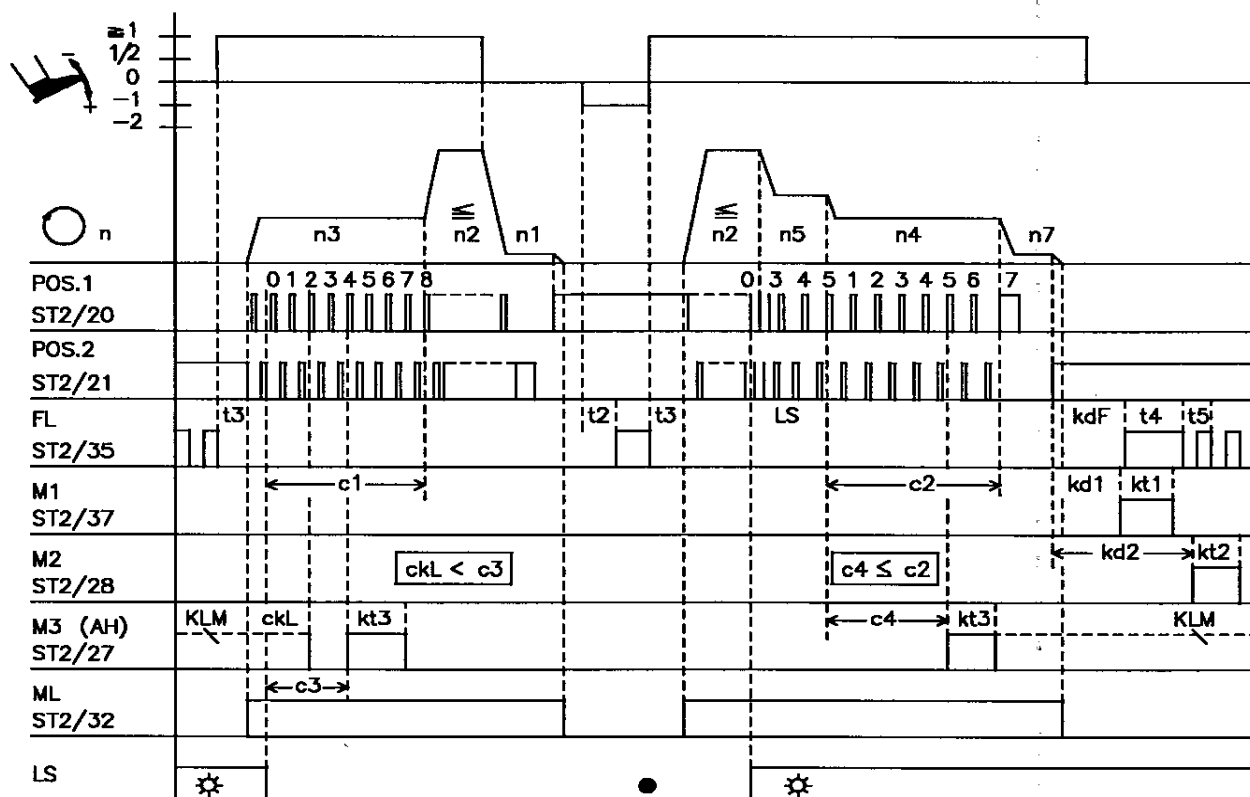 ≧1
1/2
0
−1
−2
−
+
n
n3
≦
n2
n1
≦
n2
n5
n4
n7
POS.1
ST2/20
0 1 2 3 4 5 6 7 8
0 3 4 5 1 2 3 4 5 6 7
POS.2
ST2/21
FL
ST2/35
t3
t2
t3
LS
kdF
t4
t5
M1
ST2/37
c1
c2
kd1
kt1
M2
ST2/28
ckL < c3
c4 ≤ c2
kd2
kt2
M3 (AH)
ST2/27
KLM
ckL
kt3
c4
kt3
KLM
ML
ST2/32
c3
LS